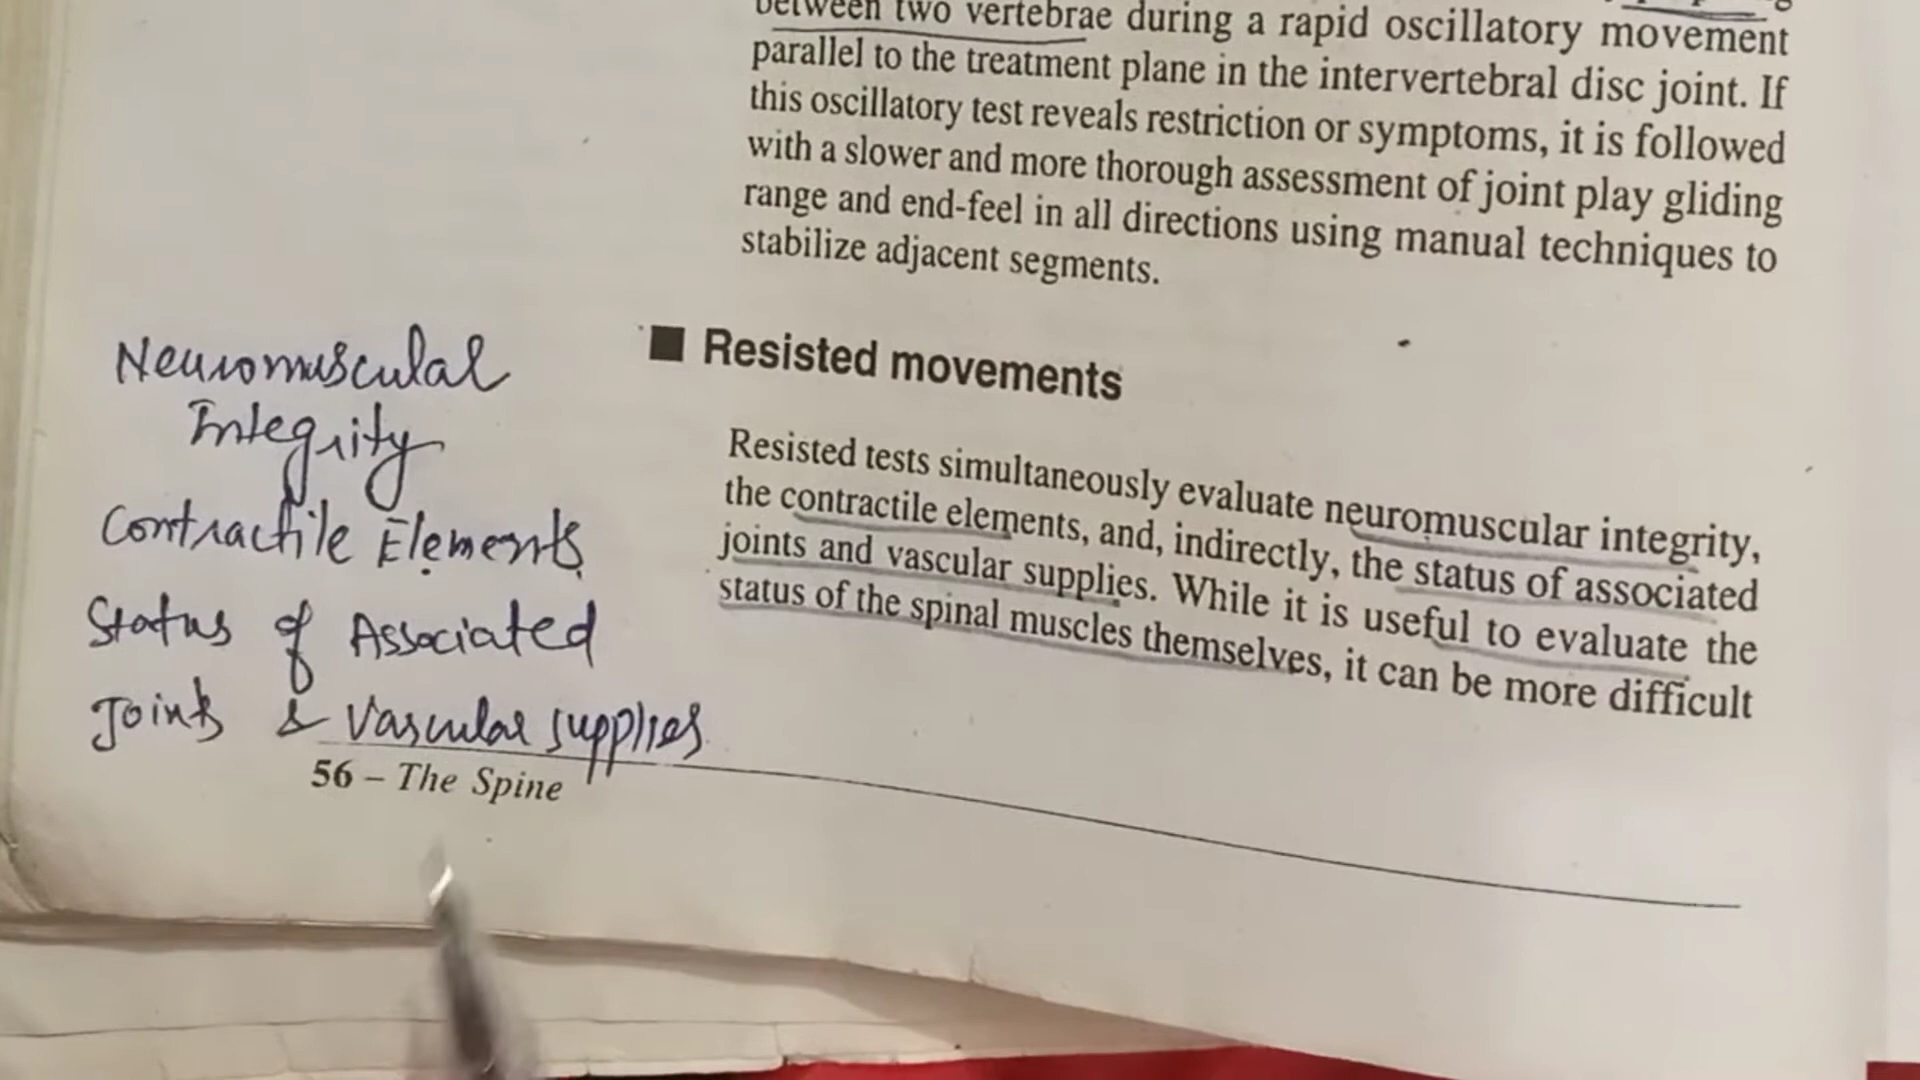 between two vertebrae during a rapid oscillatory movement
parallel to the treatment plane in the intervertebral disc joint. If
this oscillatory test reveals restriction or symptoms, it is followed
with a slower and more thorough assessment of joint play gliding
range and end-feel in all directions using manual techniques to
stabilize adjacent segments.
■ Resisted movements
Resisted tests simultaneously evaluate neuromuscular integrity,
the contractile elements, and, indirectly, the status of associated
joints and vascular supplies. While it is useful to evaluate the
status of the spinal muscles themselves, it can be more difficult
Neuromuscular
Integrity
Contractile Elements
Status of Associated
Joints & Vascular supplies
56 – The Spine